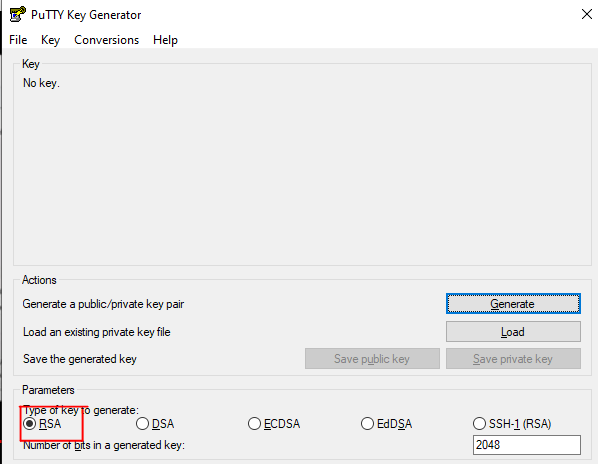 PuTTY Key Generator
File Key Conversions Help
Key
No key.
Actions
Generate a public/private key pair Generate
Load an existing private key file Load
Save the generated key Save public key Save private key
Parameters
Type of key to generate:
RSA DSA ECDSA EdDSA SSH-1 (RSA)
Number of bits in a generated key: 2048